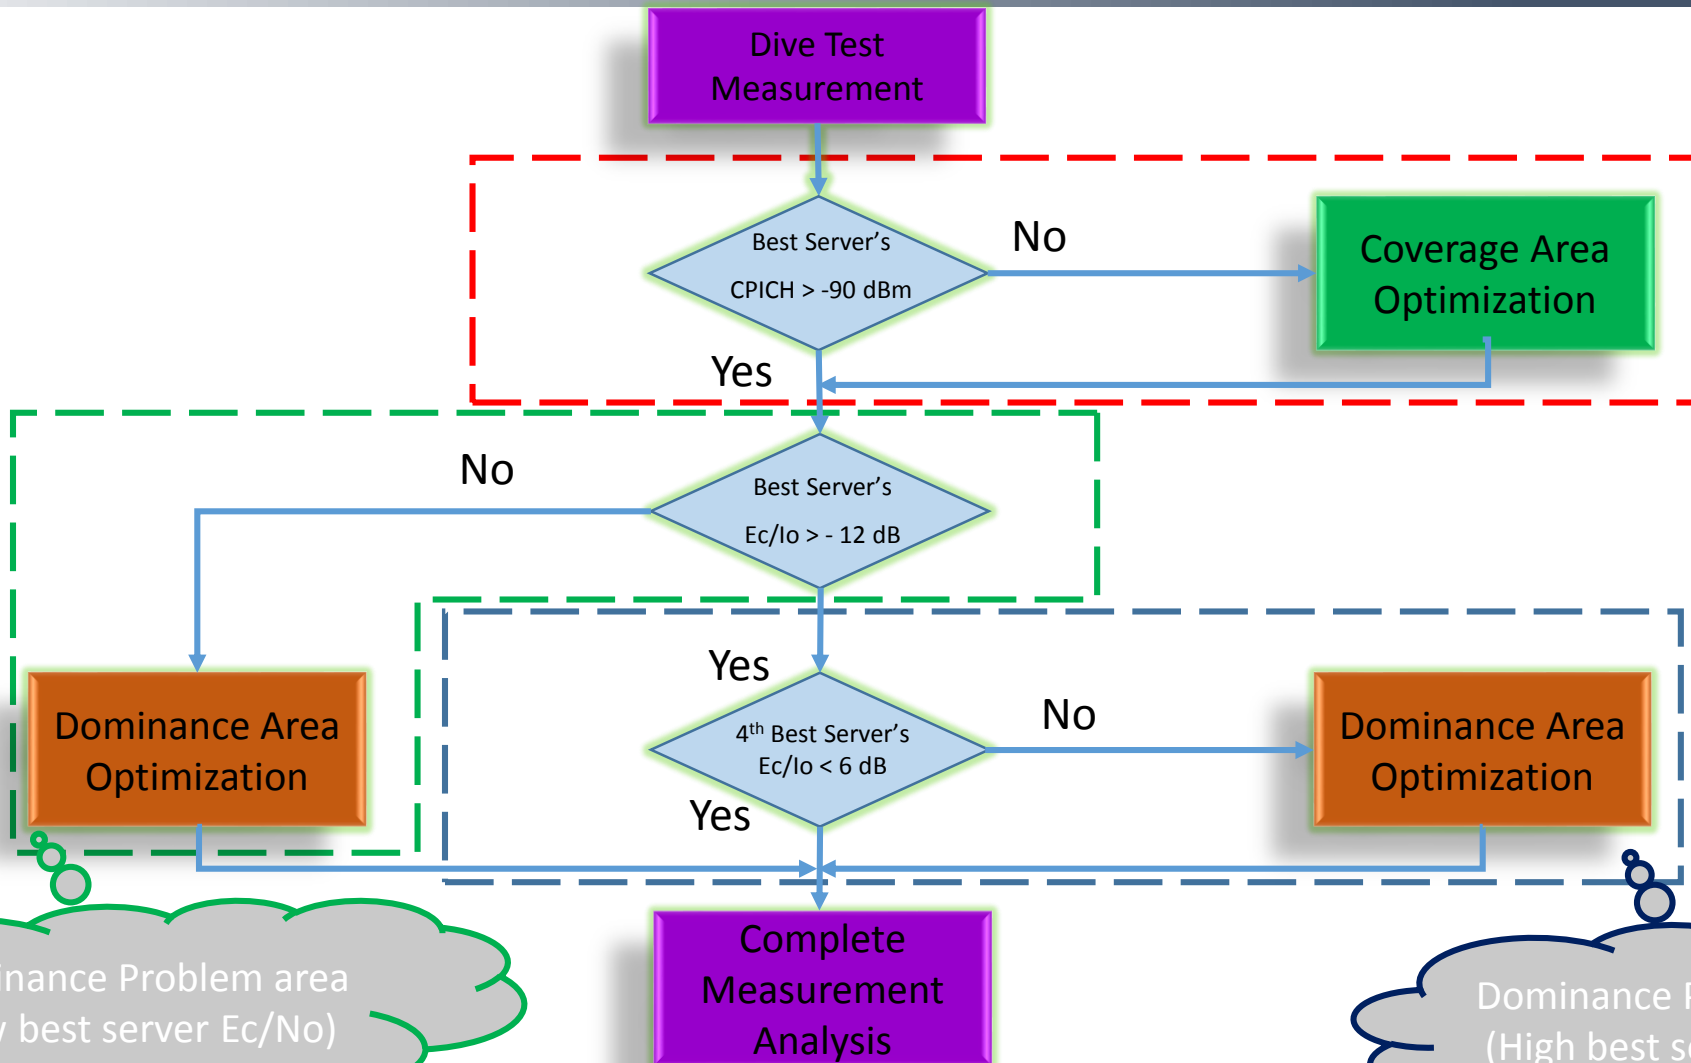 Dive Test
Measurement
Best Server's
CPICH > -90 dBm
No
Coverage Area
Optimization
Yes
No
Best Server's
Ec/Io > - 12 dB
Yes
Dominance Area
Optimization
4th Best Server's
Ec/Io < 6 dB
No
Dominance Area
Optimization
Yes
Complete
Measurement
Analysis
inance Problem area
best server Ec/No)
Dominance
(High best